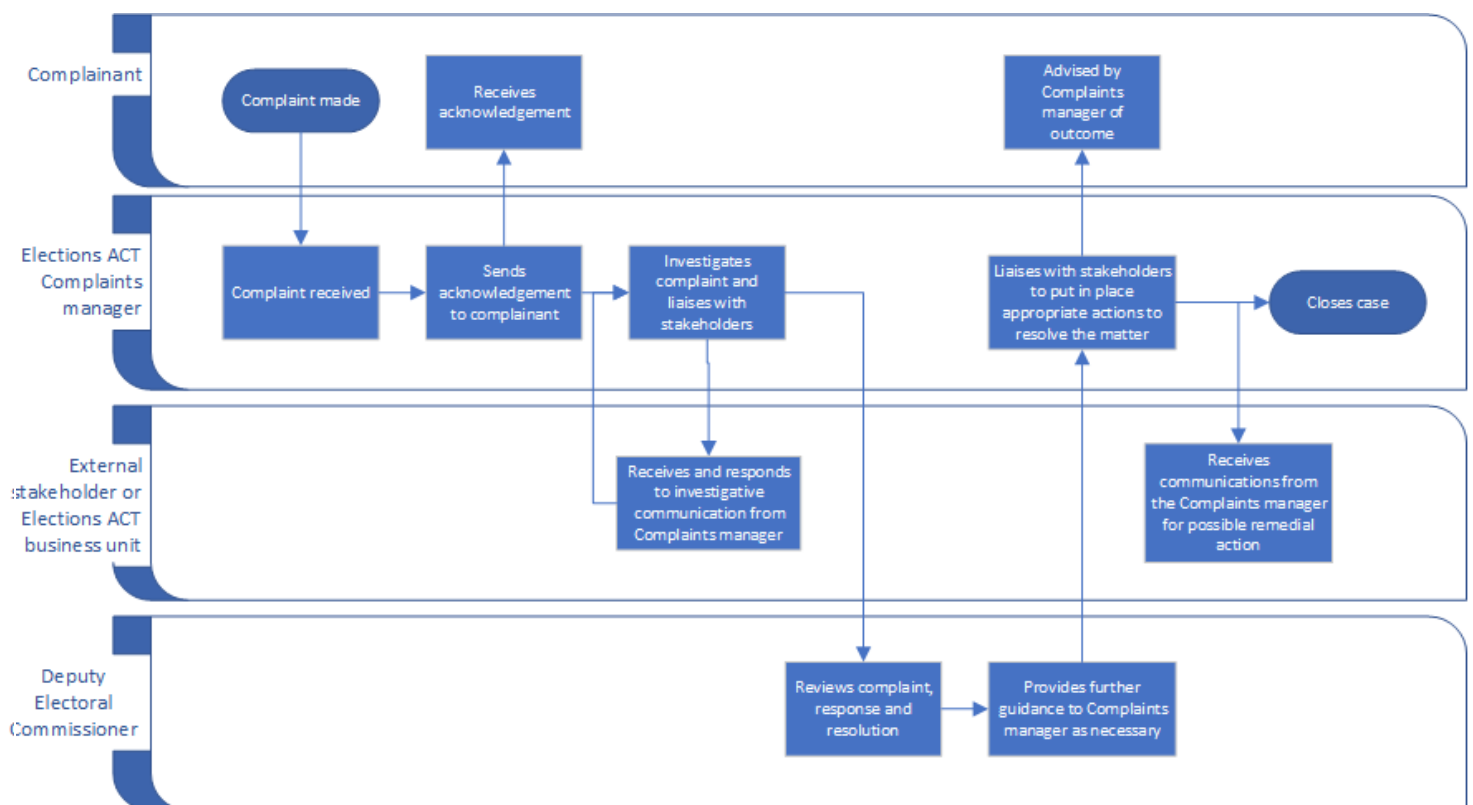 Complainant
Complaint made
Receives
acknowledgement
Advised by
Complaints
manager of
outcome
Elections ACT
Complaints
manager
Complaint received
Sends
acknowledgement
to complainant
Investigates
complaint and
liaises with
stakeholders
Liaises with stakeholders
to put in place
appropriate actions to
resolve the matter
Closes case
External
stakeholder or
Elections ACT
business unit
Receives and responds
to investigative
communication from
Complaints manager
Receives
communications from
the Complaints manager
for possible remedial
action
Deputy
Electoral
Commissioner
Reviews complaint,
response and
resolution
Provides further
guidance to Complaints
manager as necessary